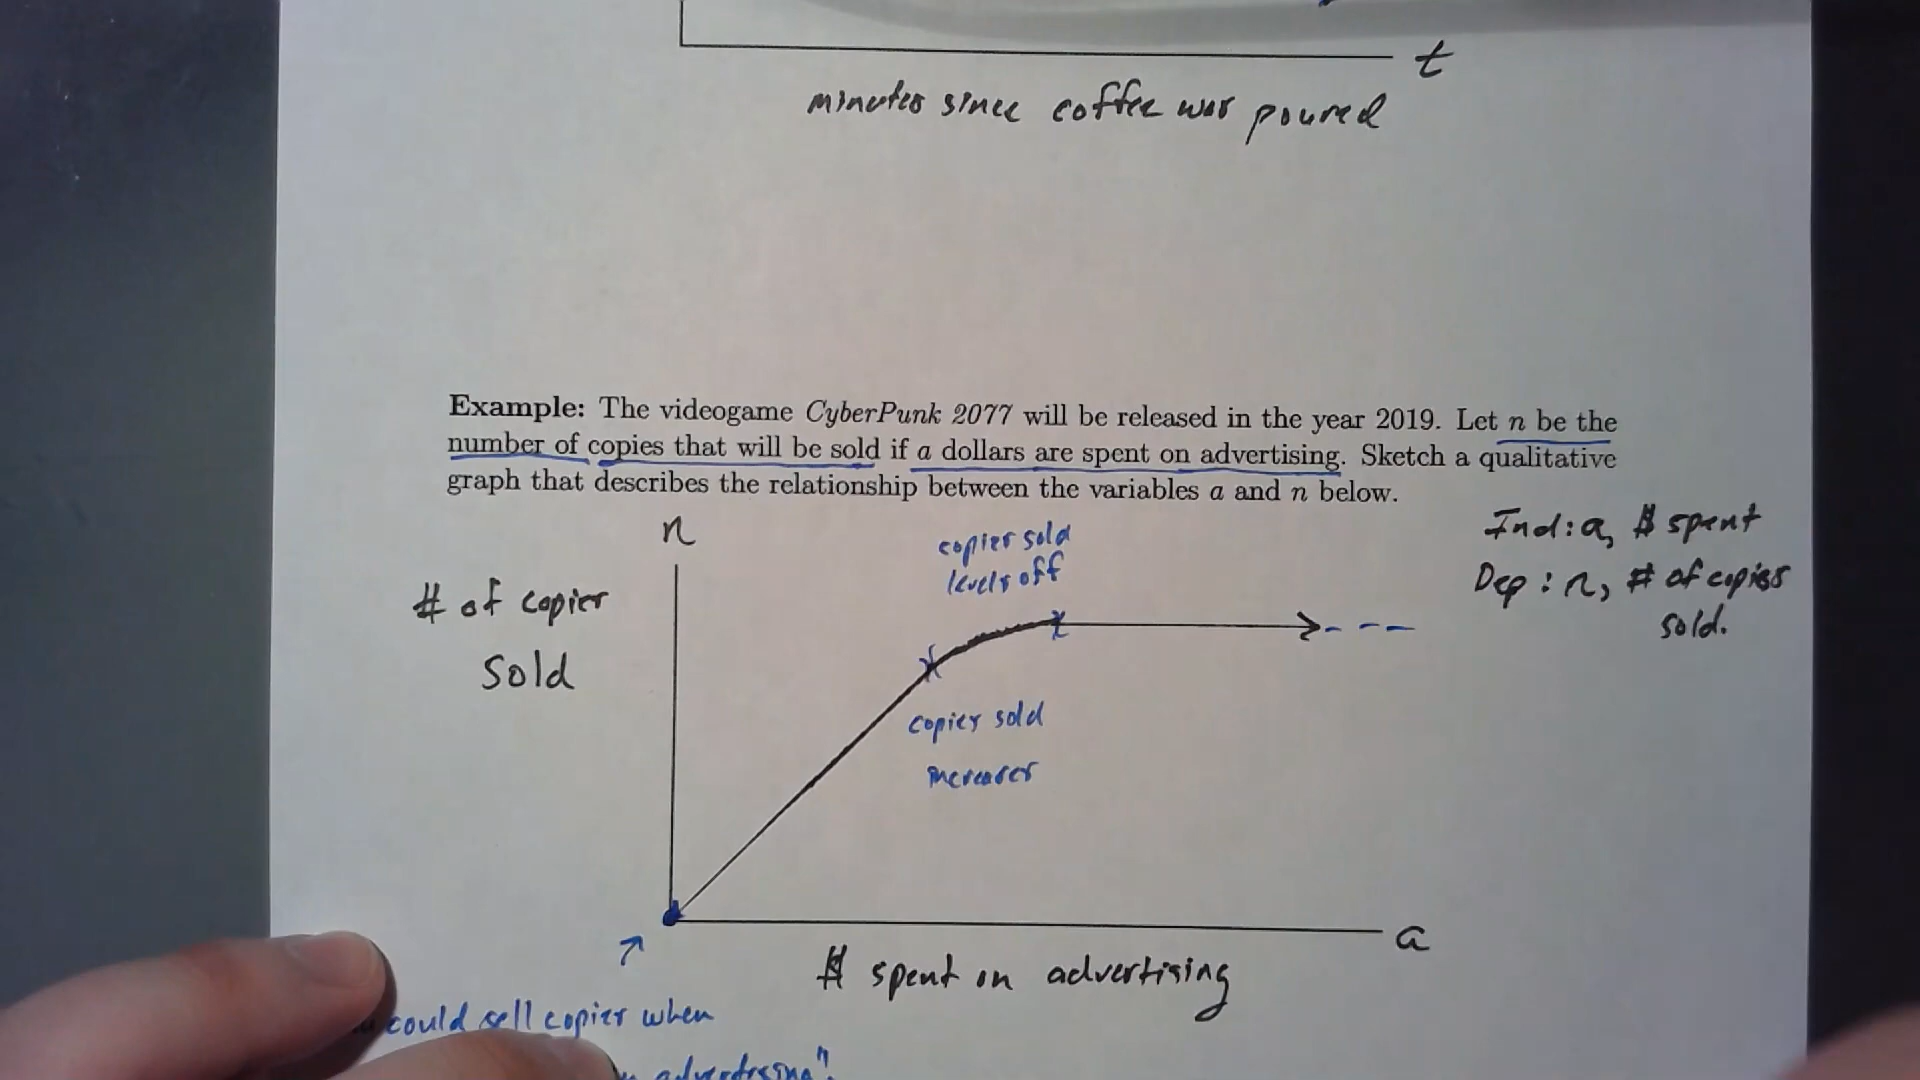 t
minutes since coffee was poured
Example: The videogame CyberPunk 2077 will be released in the year 2019. Let n be the
number of copies that will be sold if a dollars are spent on advertising. Sketch a qualitative
graph that describes the relationship between the variables a and n below.
n
# of copies
sold
copies sold
levels off
Ind: a, $ spent
Dep: n, # of copies
sold.
copies sold
increases
a
$ spent on advertising
could sell copies when
advertising".